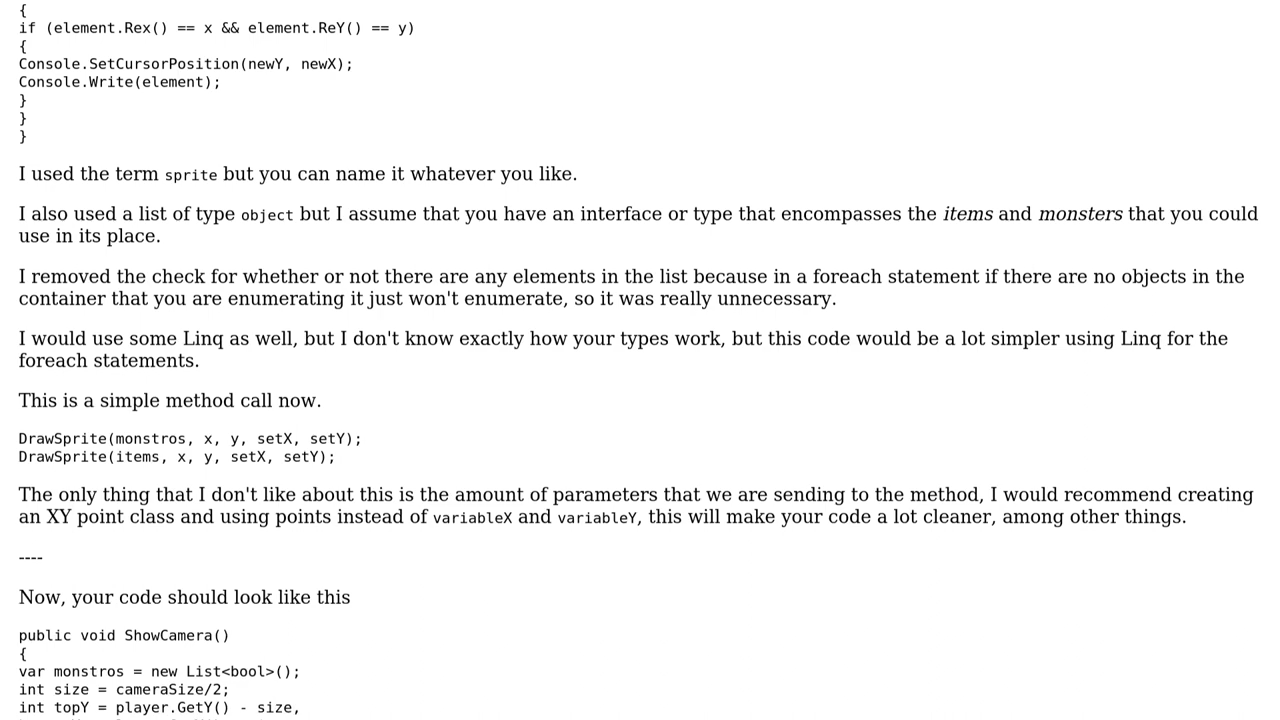 {
if (element.Rex() == x && element.ReY() == y)
{
Console.SetCursorPosition(newY, newX);
Console.Write(element);
}
}
}
I used the term sprite but you can name it whatever you like.
I also used a list of type object but I assume that you have an interface or type that encompasses the items and monsters that you could
use in its place.
I removed the check for whether or not there are any elements in the list because in a foreach statement if there are no objects in the
container that you are enumerating it just won't enumerate, so it was really unnecessary.
I would use some Linq as well, but I don't know exactly how your types work, but this code would be a lot simpler using Linq for the
foreach statements.
This is a simple method call now.
DrawSprite(monstros, x, y, setX, setY);
DrawSprite(items, x, y, setX, setY);
The only thing that I don't like about this is the amount of parameters that we are sending to the method, I would recommend creating
an XY point class and using points instead of variableX and variableY, this will make your code a lot cleaner, among other things.
----
Now, your code should look like this
public void ShowCamera()
{
var monstros = new List<bool>();
int size = cameraSize/2;
int topY = player.GetY() - size,